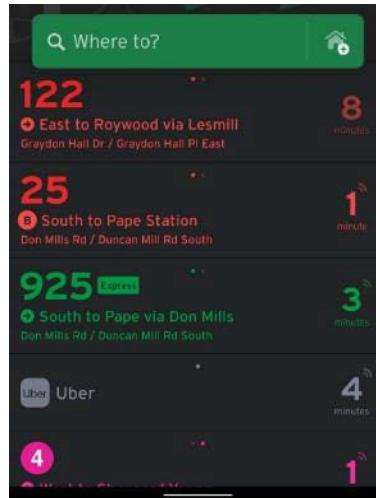 Where to?
122
East to Roywood via Lesmill
Graydon Hall Dr / Graydon Hall Pl East
8
minutes
25
B South to Pape Station
Don Mills Rd / Duncan Mill Rd South
1
minute
925 Express
South to Pape via Don Mills
Don Mills Rd / Duncan Mill Rd South
3
minutes
Uber Uber
4
minutes
4
1